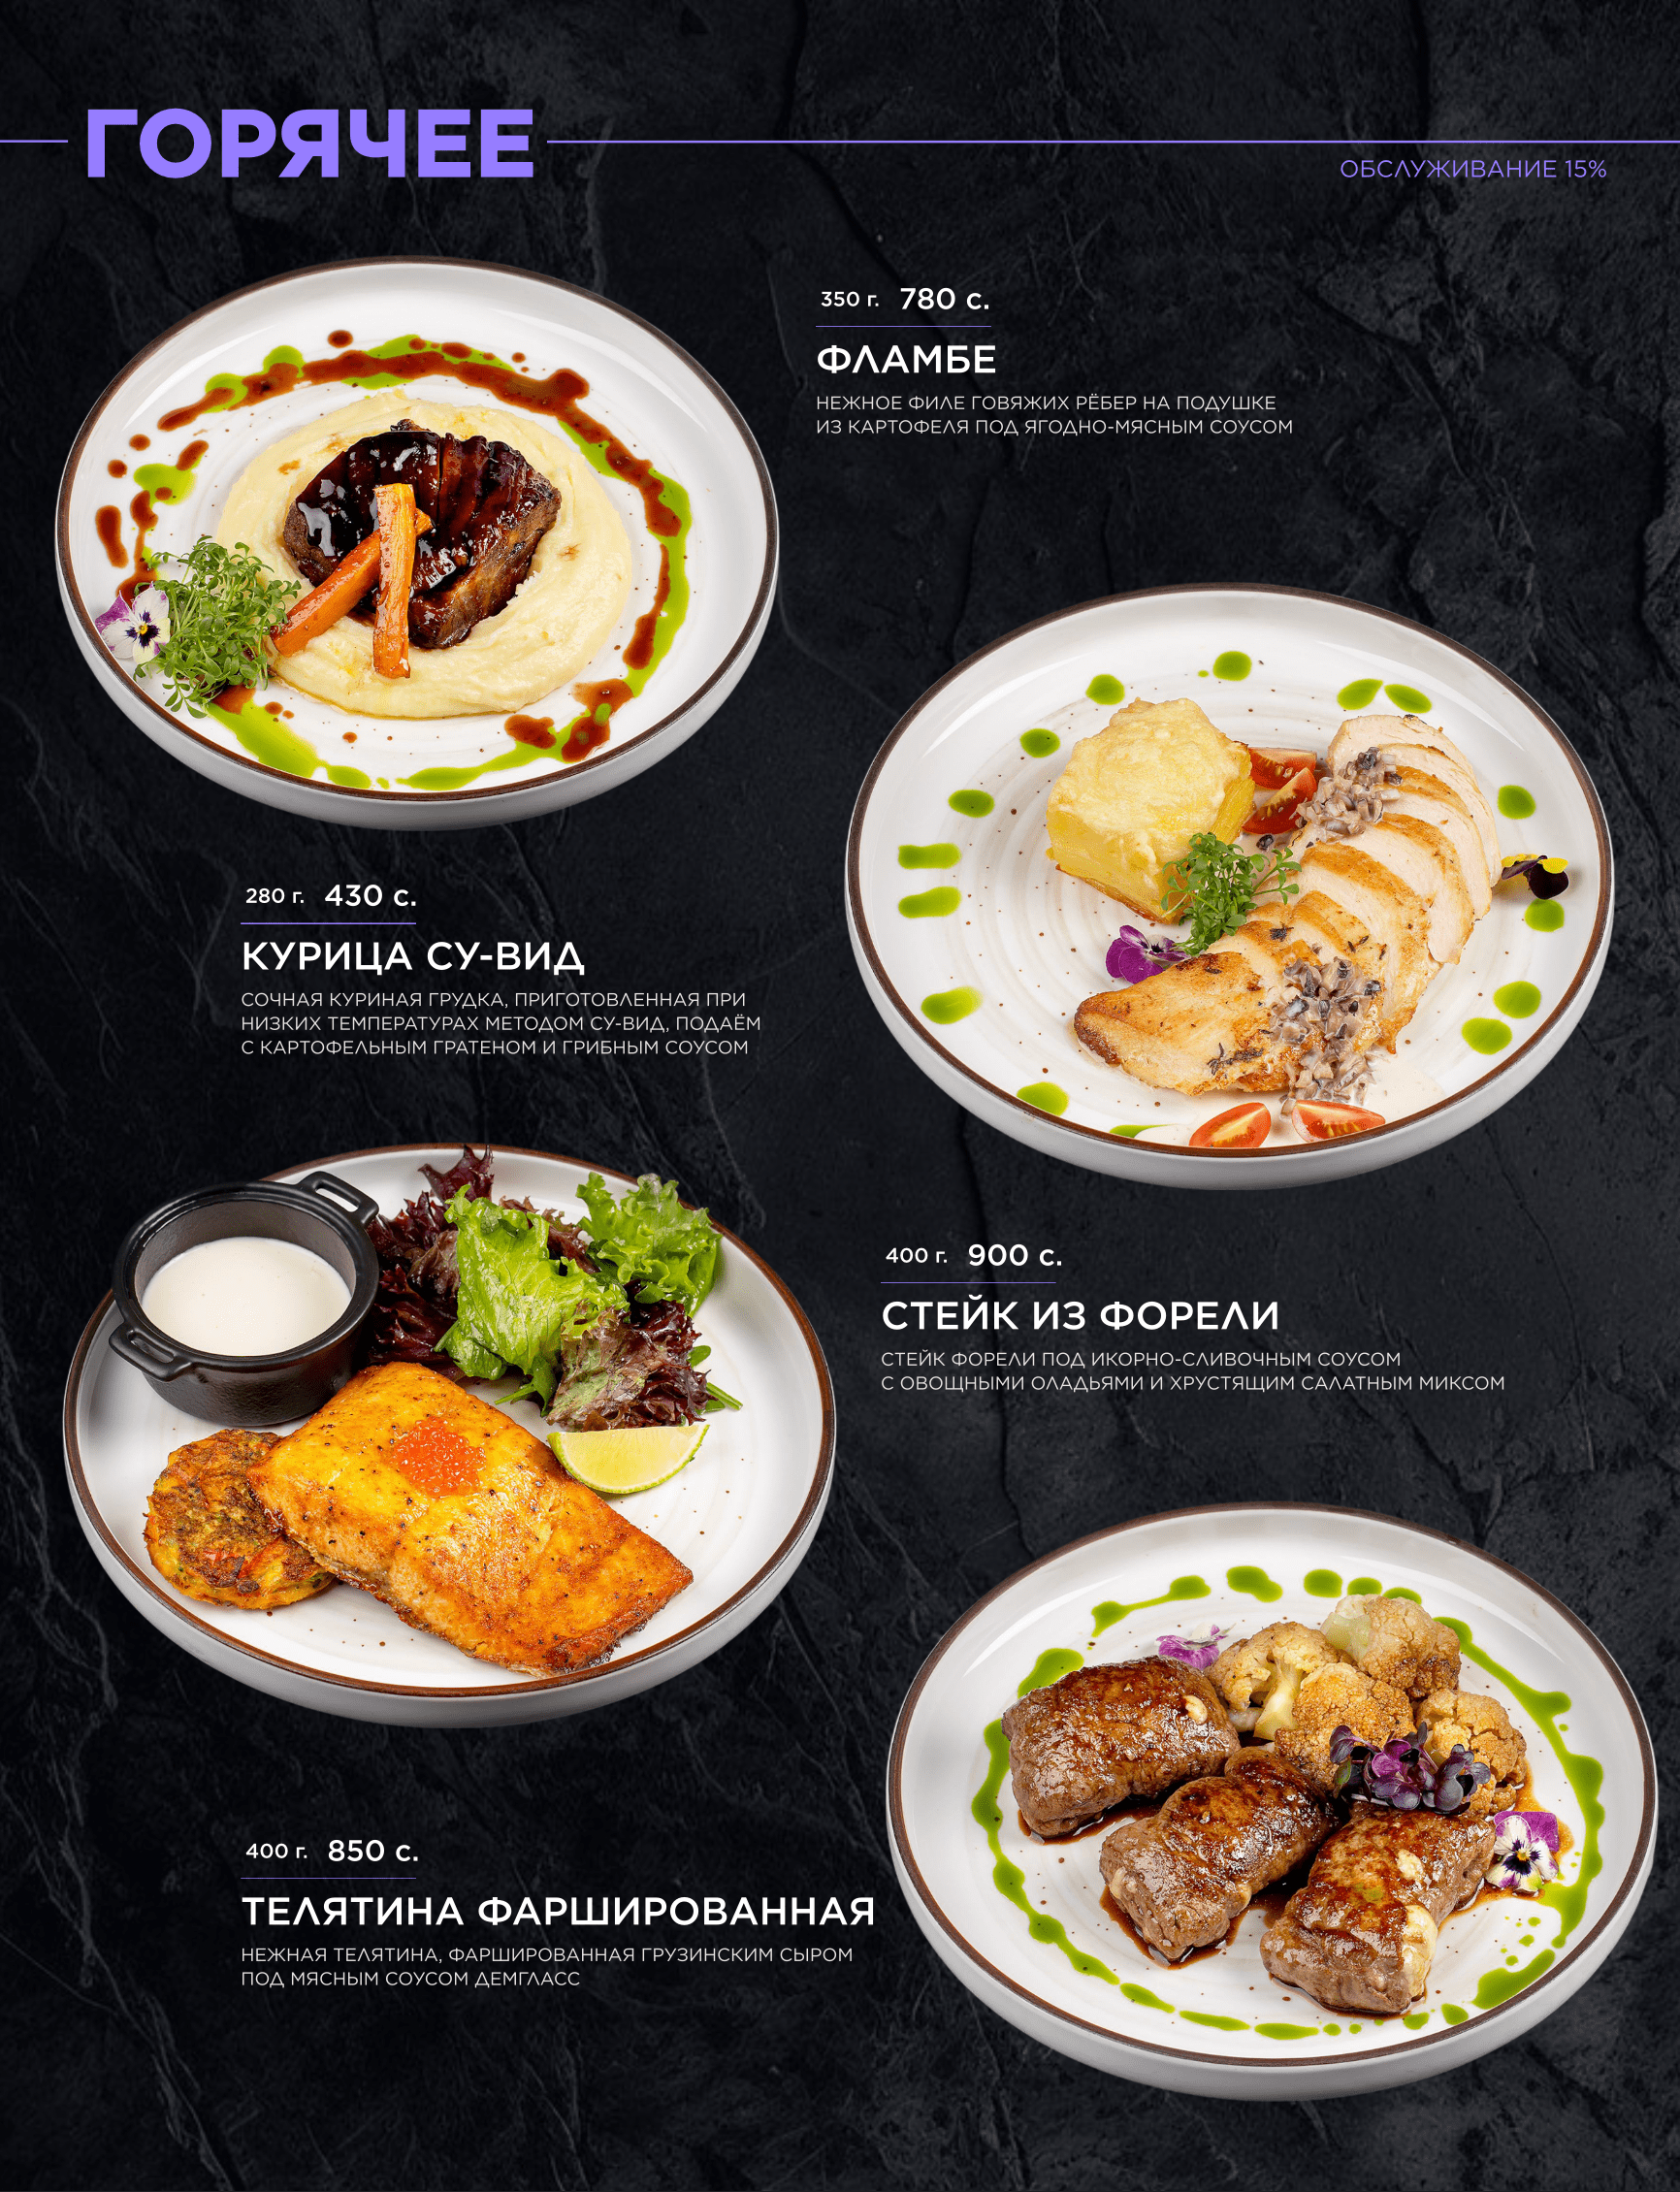 ГОРЯЧЕЕ
ОБСЛУЖИВАНИЕ 15%
350 г. 780 с.
ФЛАМБЕ
НЕЖНОЕ ФИЛЕ ГОВЯЖИХ РЁБЕР НА ПОДУШКЕ
ИЗ КАРТОФЕЛЯ ПОД ЯГОДНО-МЯСНЫМ СОУСОМ
280 г. 430 с.
КУРИЦА СУ-ВИД
СОЧНАЯ КУРИНАЯ ГРУДКА, ПРИГОТОВЛЕННАЯ ПРИ
НИЗКИХ ТЕМПЕРАТУРАХ МЕТОДОМ СУ-ВИД, ПОДАЁМ
С КАРТОФЕЛЬНЫМ ГРАТЕНОМ И ГРИБНЫМ СОУСОМ
400 г. 900 с.
СТЕЙК ИЗ ФОРЕЛИ
СТЕЙК ФОРЕЛИ ПОД ИКОРНО-СЛИВОЧНЫМ СОУСОМ
С ОВОЩНЫМИ ОЛАДЬЯМИ И ХРУСТЯЩИМ САЛАТНЫМ МИКСОМ
400 г. 850 с.
ТЕЛЯТИНА ФАРШИРОВАННАЯ
НЕЖНАЯ ТЕЛЯТИНА, ФАРШИРОВАННАЯ ГРУЗИНСКИМ СЫРОМ
ПОД МЯСНЫМ СОУСОМ ДЕМГЛАСС